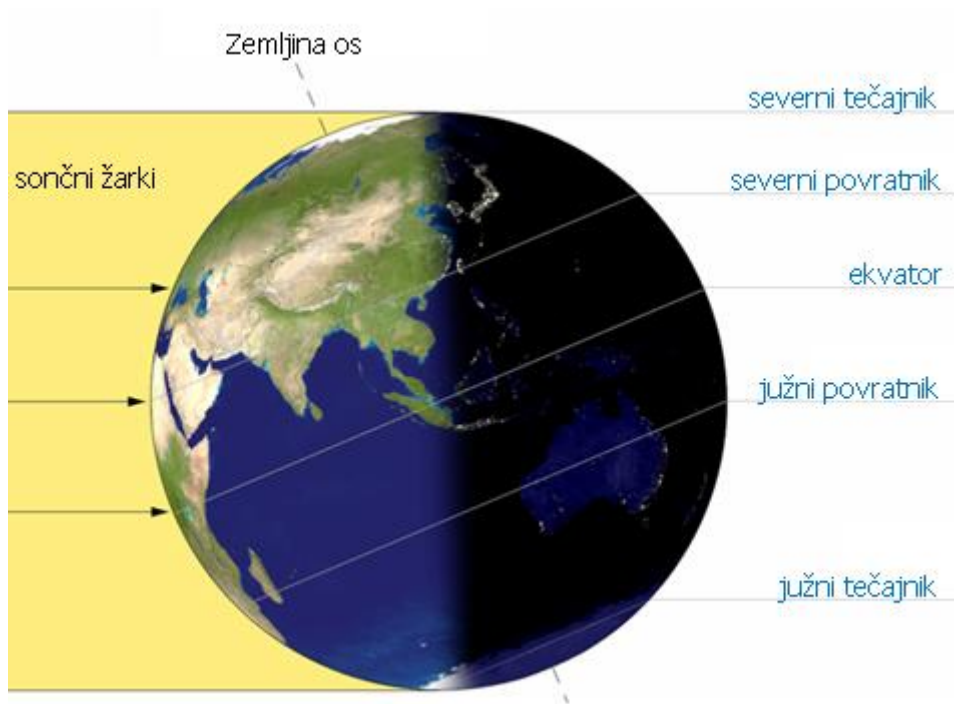 Zemljina os
severni tečajnik
sončni žarki
severni povratnik
ekvator
južni povratnik
južni tečajnik